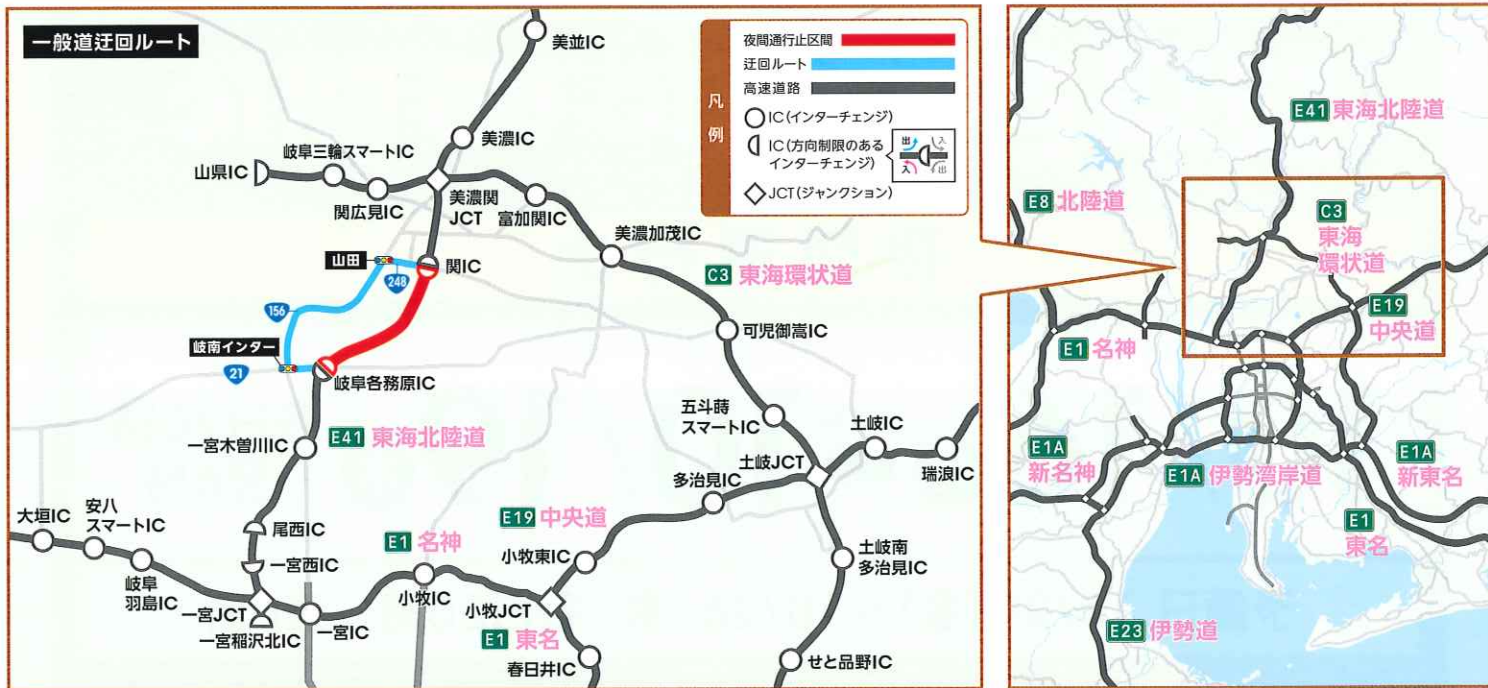 一般道迂回ルート
美並IC
美濃IC
岐阜三輪スマートIC
山県IC
関広見IC
美濃関
JCT
富加関IC
美濃加茂IC
山田
関IC
248
C3 東海環状道
156
可児御嵩IC
岐南インター
21
岐阜各務原IC
五斗蒔
スマートIC
土岐IC
一宮木曽川IC
E41 東海北陸道
土岐JCT
瑞浪IC
多治見IC
大垣IC
安八
スマートIC
尾西IC
E19 中央道
E1 名神
小牧東IC
土岐南
多治見IC
一宮西IC
岐阜
羽島IC
小牧IC
小牧JCT
一宮JCT
一宮稲沢北IC
一宮IC
E1 東名
春日井IC
せと品野IC
凡例
夜間通行止区間
迂回ルート
高速道路
IC(インターチェンジ)
IC(方向制限のある
インターチェンジ)
出
入
入
出
JCT(ジャンクション)
E41 東海北陸道
E8 北陸道
C3
東海
環状道
E19
中央道
E1 名神
E1A
新名神
E1A 伊勢湾岸道
E1A
新東名
E1
東名
E23 伊勢道